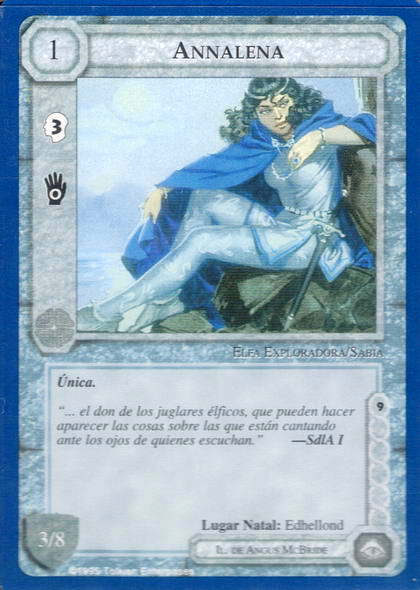 1
ANNALENA
3
0
ELFA EXPLORADORA/SABIA
Única.
“... el don de los juglares élficos, que pueden hacer
aparecer las cosas sobre las que están cantando
ante los ojos de quienes escuchan.” —SdlA I
9
Lugar Natal: Edhellond
3/8
IL. DE ANGUS MCBRIDE
©1995 Tolkien Enterprises